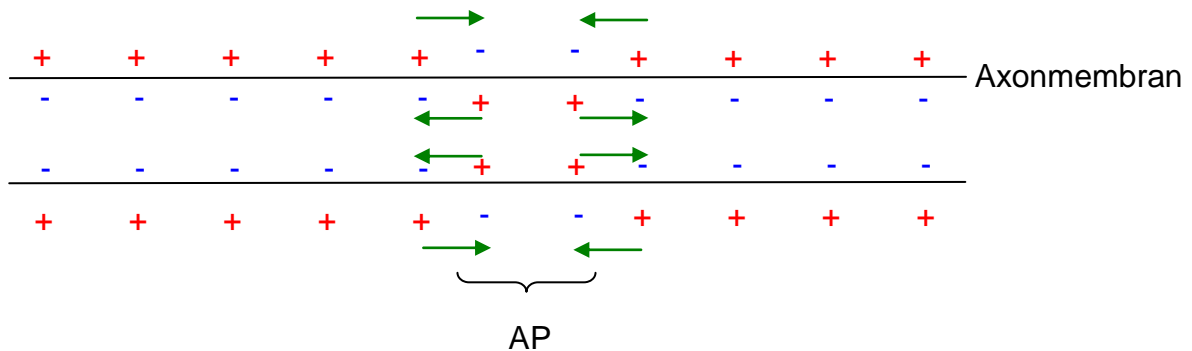 + + + + + - - + + + +
Axonmembran
- - - - - + + - - - -
- - - - - + + - - - -
+ + + + + - - + + + +
AP